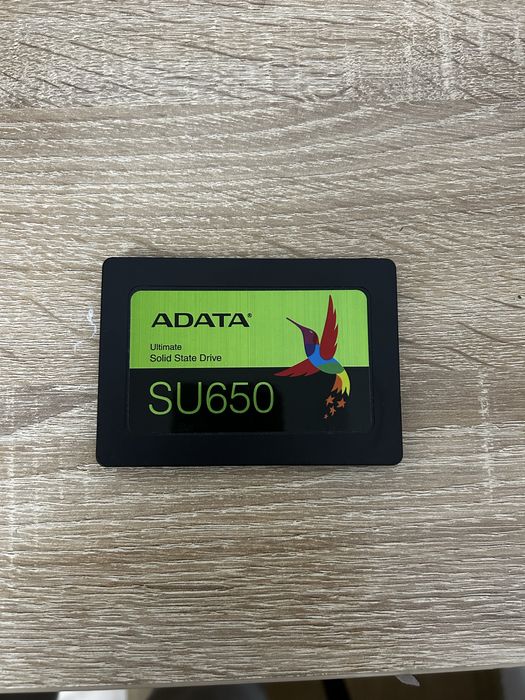 ADATA®
Ultimate
Solid State Drive
SU650